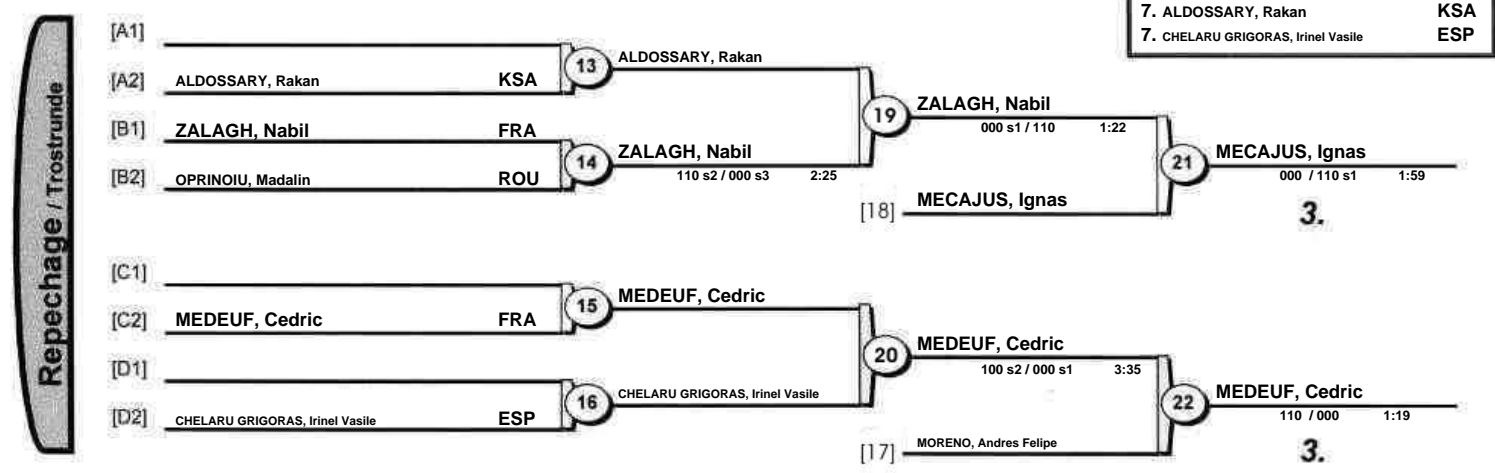 7. ALDOSSARY, Rakan KSA
7. CHELARU GRIGORAS, Irinel Vasile ESP
Repechage / Trostrunde
[A1]
[A2] ALDOSSARY, Rakan KSA
13 ALDOSSARY, Rakan
[B1] ZALAGH, Nabil FRA
[B2] OPRINOIU, Madalin ROU
14 ZALAGH, Nabil
110 s2 / 000 s3 2:25
19 ZALAGH, Nabil
000 s1 / 110 1:22
[18] MECAJUS, Ignas
21 MECAJUS, Ignas
000 / 110 s1 1:59
3.
[C1]
[C2] MEDEUF, Cedric FRA
15 MEDEUF, Cedric
[D1]
[D2] CHELARU GRIGORAS, Irinel Vasile ESP
16 CHELARU GRIGORAS, Irinel Vasile
20 MEDEUF, Cedric
100 s2 / 000 s1 3:35
[17] MORENO, Andres Felipe
22 MEDEUF, Cedric
110 / 000 1:19
3.